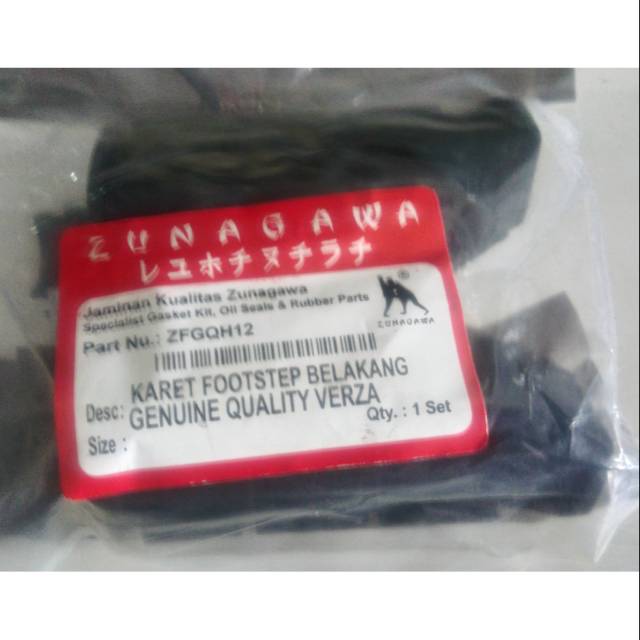 ZUNAGAWA
レユホチヌチラチ
Jaminan Kualitas Zunagawa
Specialist Gasket Kit, Oil Seals & Rubber Parts
®
ZUNAGAWA
Part No.: ZFGQH12
Desc: KARET FOOTSTEP BELAKANG
GENUINE QUALITY VERZA
Qty. : 1 Set
Size :